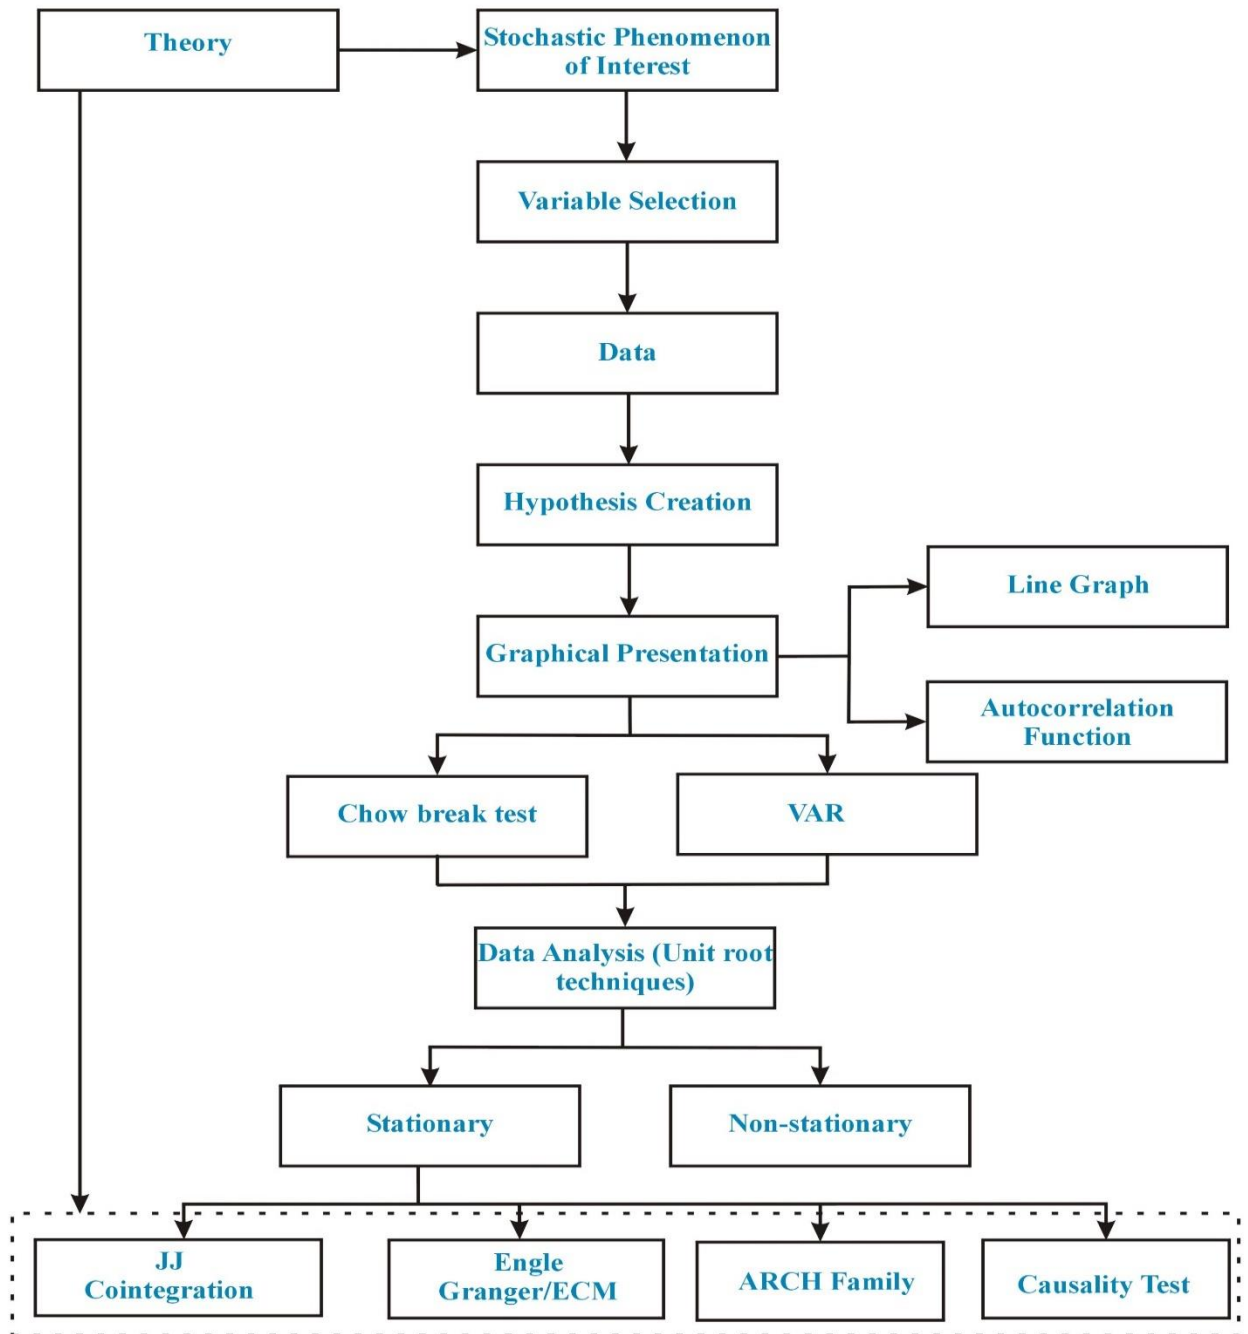 Theory
Stochastic Phenomenon
of Interest
Variable Selection
Data
Hypothesis Creation
Graphical Presentation
Line Graph
Autocorrelation
Function
Chow break test
VAR
Data Analysis (Unit root
techniques)
Stationary
Non-stationary
JJ
Cointegration
Engle
Granger/ECM
ARCH Family
Causality Test